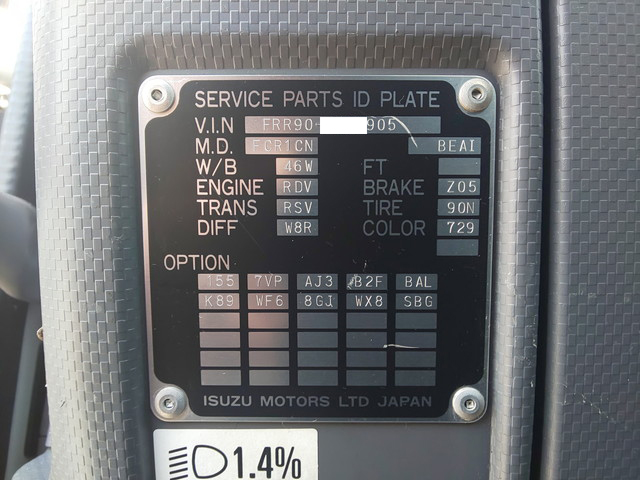 SERVICE PARTS ID PLATE
V.I.N FRR90- 905
M.D. FCR1CN BEAI
W/B 46W FT
ENGINE RDV BRAKE Z05
TRANS RSV TIRE 90N
DIFF W8R COLOR 729
OPTION
155 7VP AJ3 B2F BAL
K89 WF6 8GJ WX8 SBG
ISUZU MOTORS LTD JAPAN
1.4%